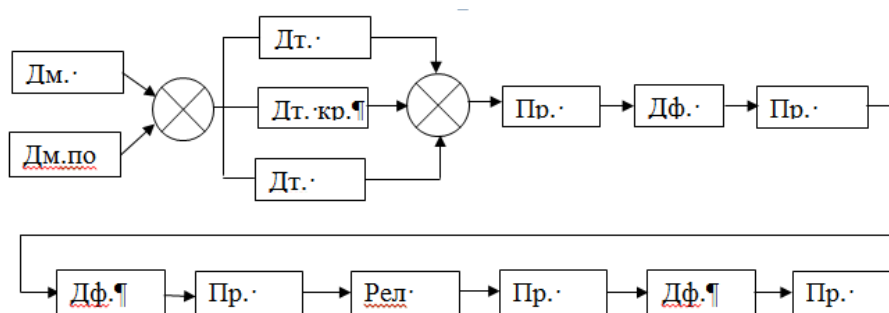 Дт.·
Дм.·
Дт.·кр.¶
Пр.·
Дф.·
Пр.·
Дм.по
Дт.·
Дф.¶
Пр.·
Рел·
Пр.·
Дф.¶
Пр.·